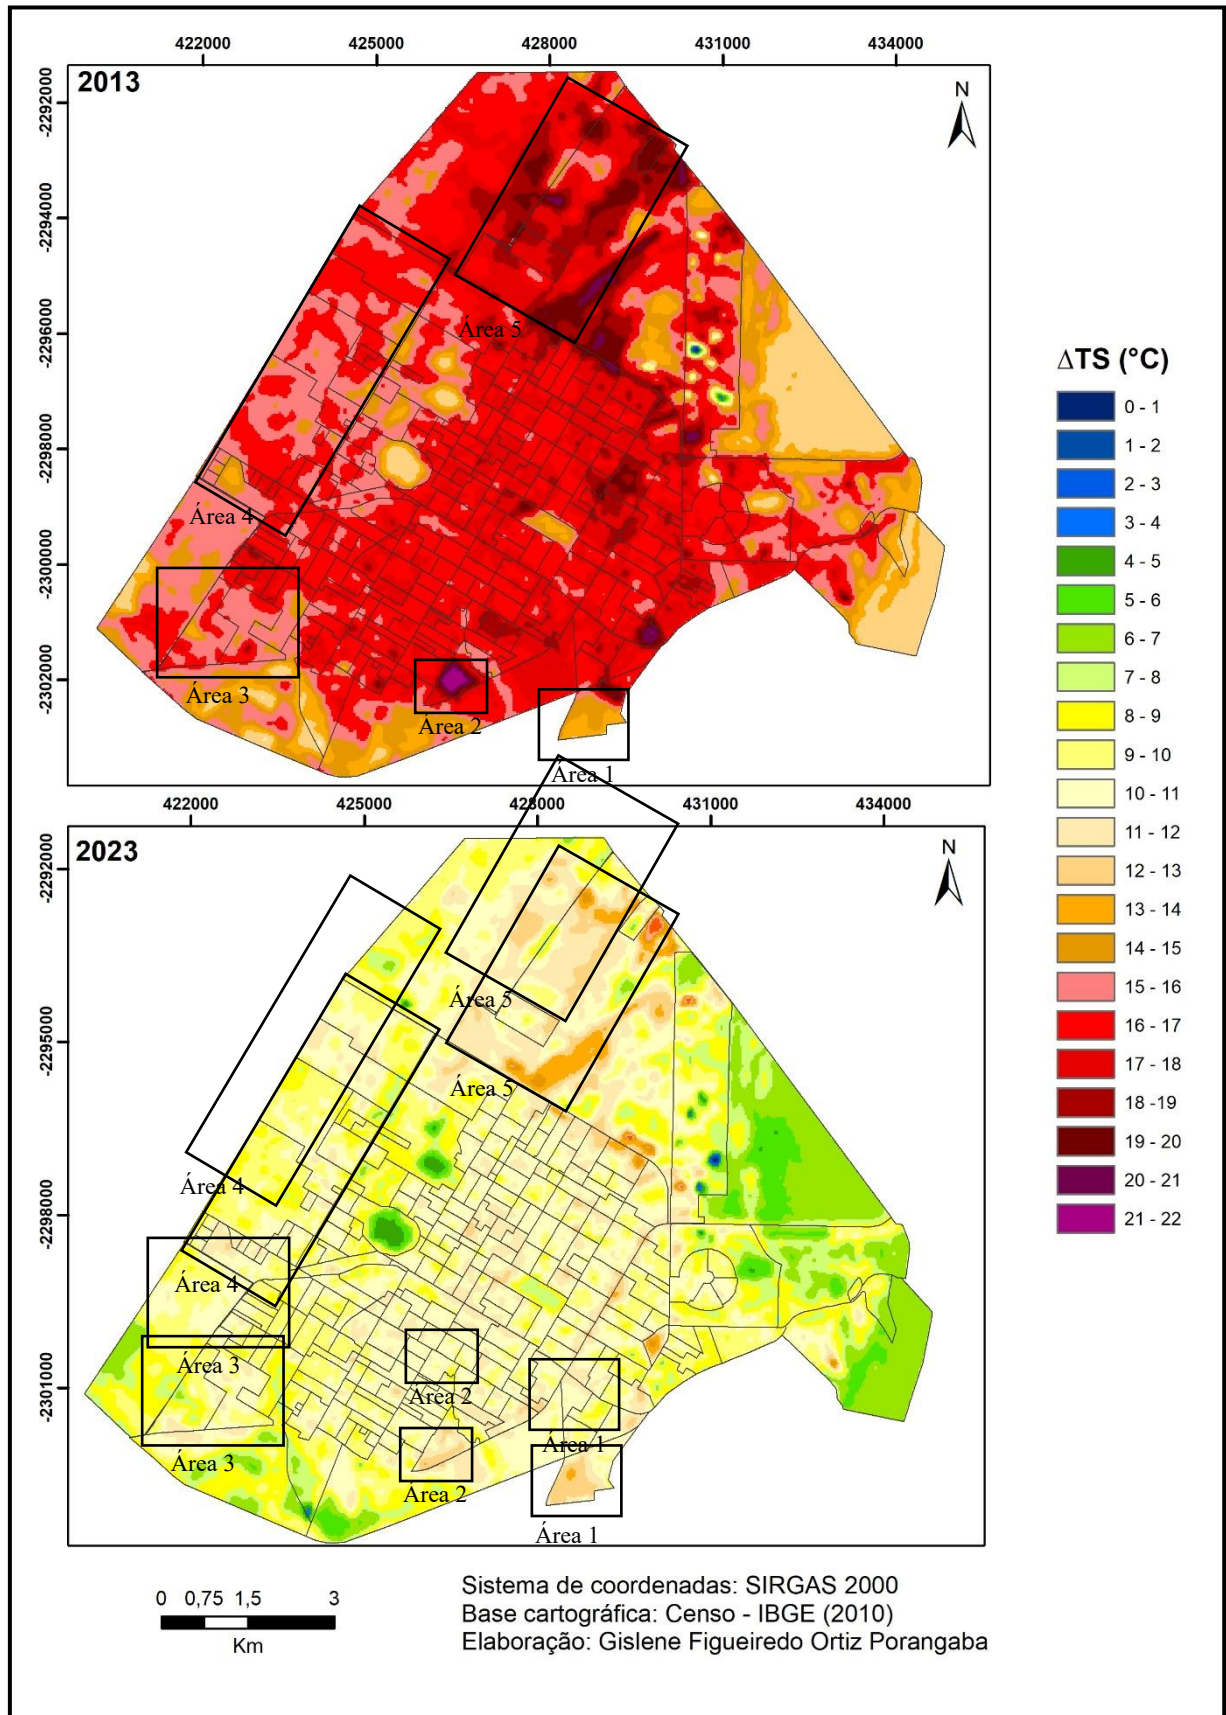 422000 425000 428000 431000 434000
2013
N
-2292000
-2294000
-2296000
-2298000
-2300000
-2302000
Área 5
Área 4
Área 3
Área 2
Área 1
ΔTS (°C)
0 - 1
1 - 2
2 - 3
3 - 4
4 - 5
5 - 6
6 - 7
7 - 8
8 - 9
9 - 10
10 - 11
11 - 12
12 - 13
13 - 14
14 - 15
15 - 16
16 - 17
17 - 18
18 -19
19 - 20
20 - 21
21 - 22
422000 425000 428000 431000 434000
2023
N
-2292000
-2295000
-2298000
-2301000
Área 5
Área 5
Área 4
Área 4
Área 3
Área 2
Área 1
Área 3
Área 2
Área 1
0 0,75 1,5 3
Km
Sistema de coordenadas: SIRGAS 2000
Base cartográfica: Censo - IBGE (2010)
Elaboração: Gislene Figueiredo Ortiz Porangaba